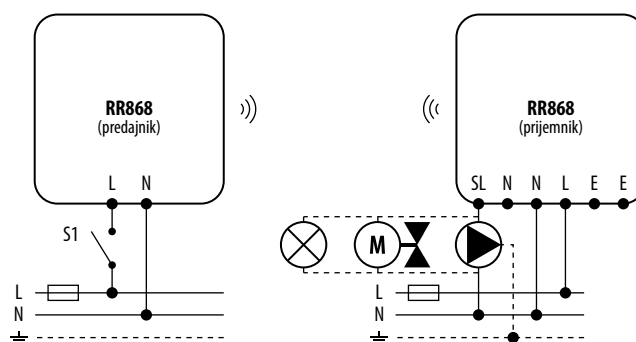 RR868
(predajnik)
L N
S1
L
N
RR868
(prijemnik)
SL N N L E E
M
L
N